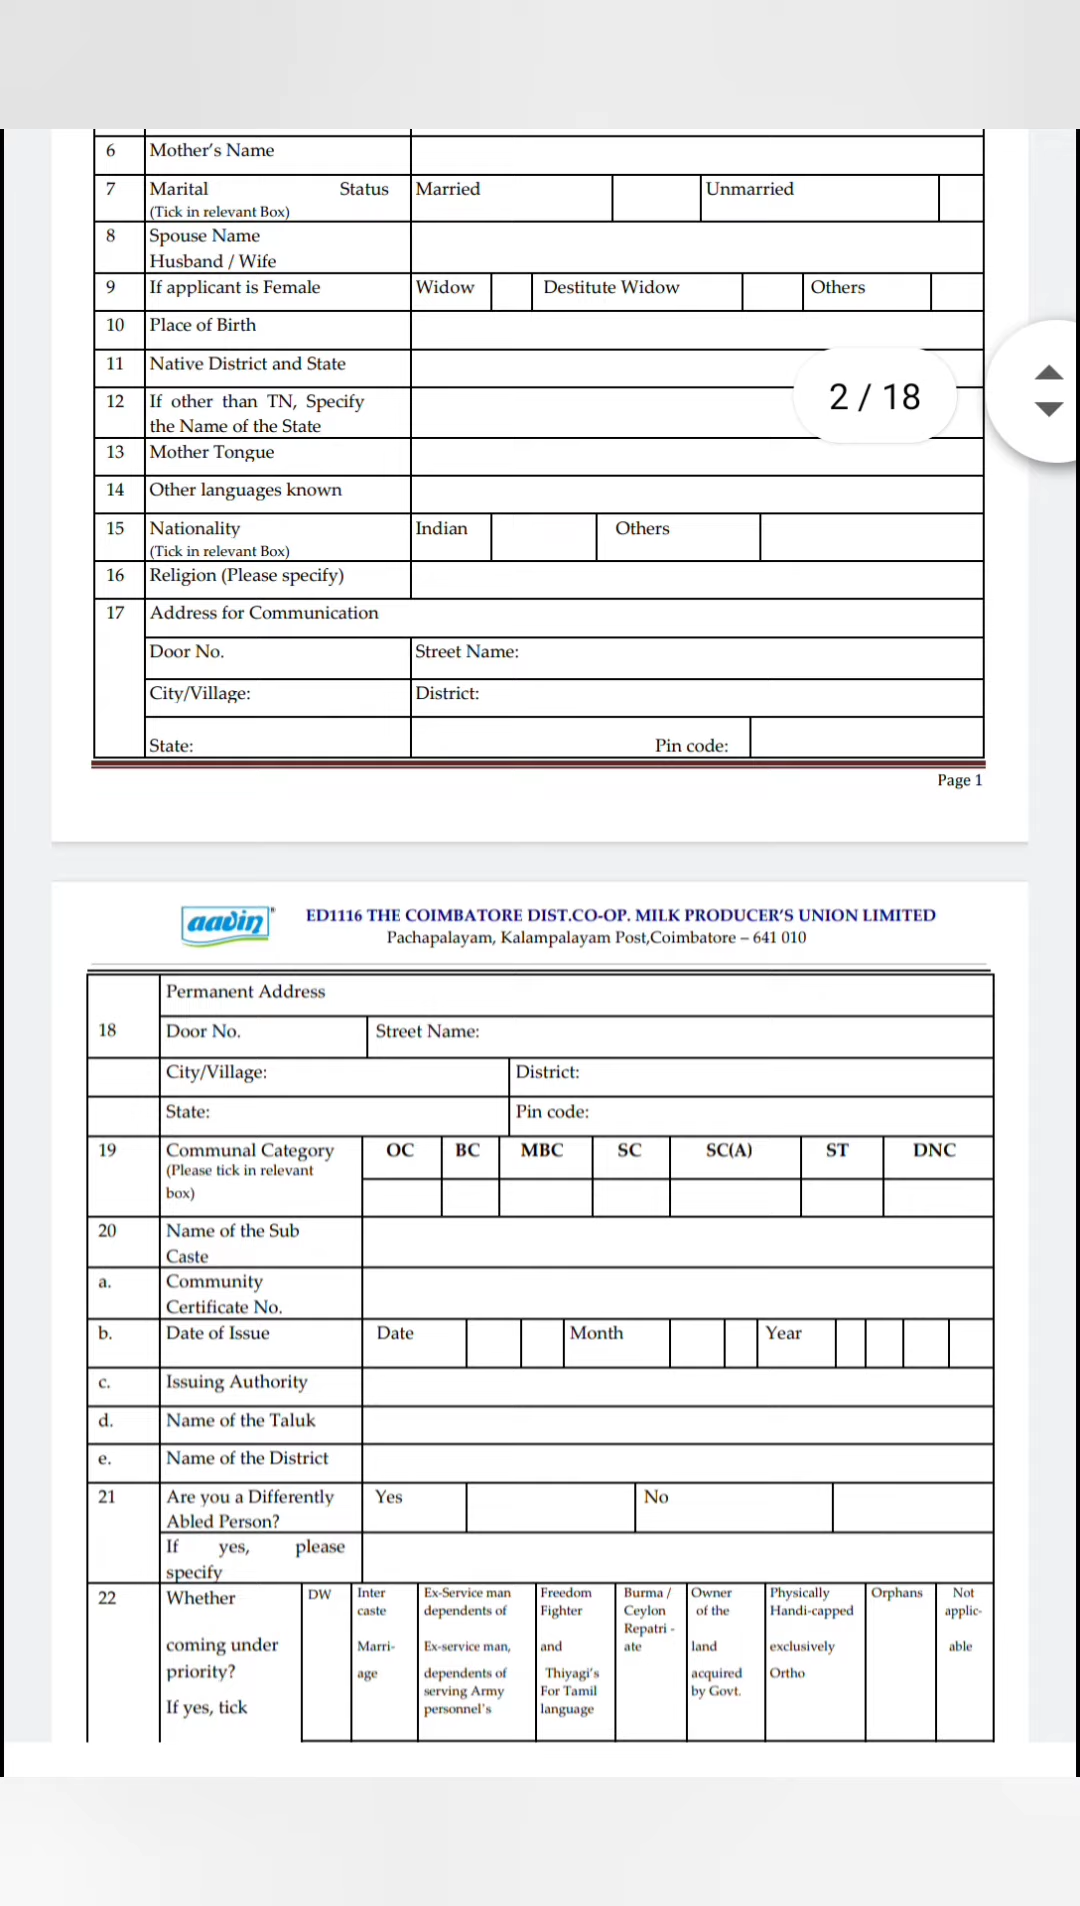 6 Mother's Name
7 Marital Status Married Unmarried
(Tick in relevant Box)
8 Spouse Name
Husband / Wife
9 If applicant is Female Widow Destitute Widow Others
10 Place of Birth
11 Native District and State
2 / 18
12 If other than TN, Specify
the Name of the State
13 Mother Tongue
14 Other languages known
15 Nationality Indian Others
(Tick in relevant Box)
16 Religion (Please specify)
17 Address for Communication
Door No. Street Name:
City/Village: District:
State: Pin code:
Page 1
aavin ED1116 THE COIMBATORE DIST.CO-OP. MILK PRODUCER'S UNION LIMITED
Pachapalayam, Kalampalayam Post,Coimbatore – 641 010
Permanent Address
18 Door No. Street Name:
City/Village: District:
State: Pin code:
19 Communal Category OC BC MBC SC SC(A) ST DNC
(Please tick in relevant
box)
20 Name of the Sub
Caste
a. Community
Certificate No.
b. Date of Issue Date Month Year
c. Issuing Authority
d. Name of the Taluk
e. Name of the District
21 Are you a Differently Yes No
Abled Person?
If yes, please
specify
22 Whether DW Inter Ex-Service man Freedom Burma / Owner Physically Orphans Not
caste dependents of Fighter Ceylon of the Handi-capped applic-
Repatri -
coming under Marri- Ex-service man, and ate land exclusively able
priority? age dependents of Thiyagi's acquired Ortho
serving Army For Tamil by Govt.
If yes, tick personnel's language